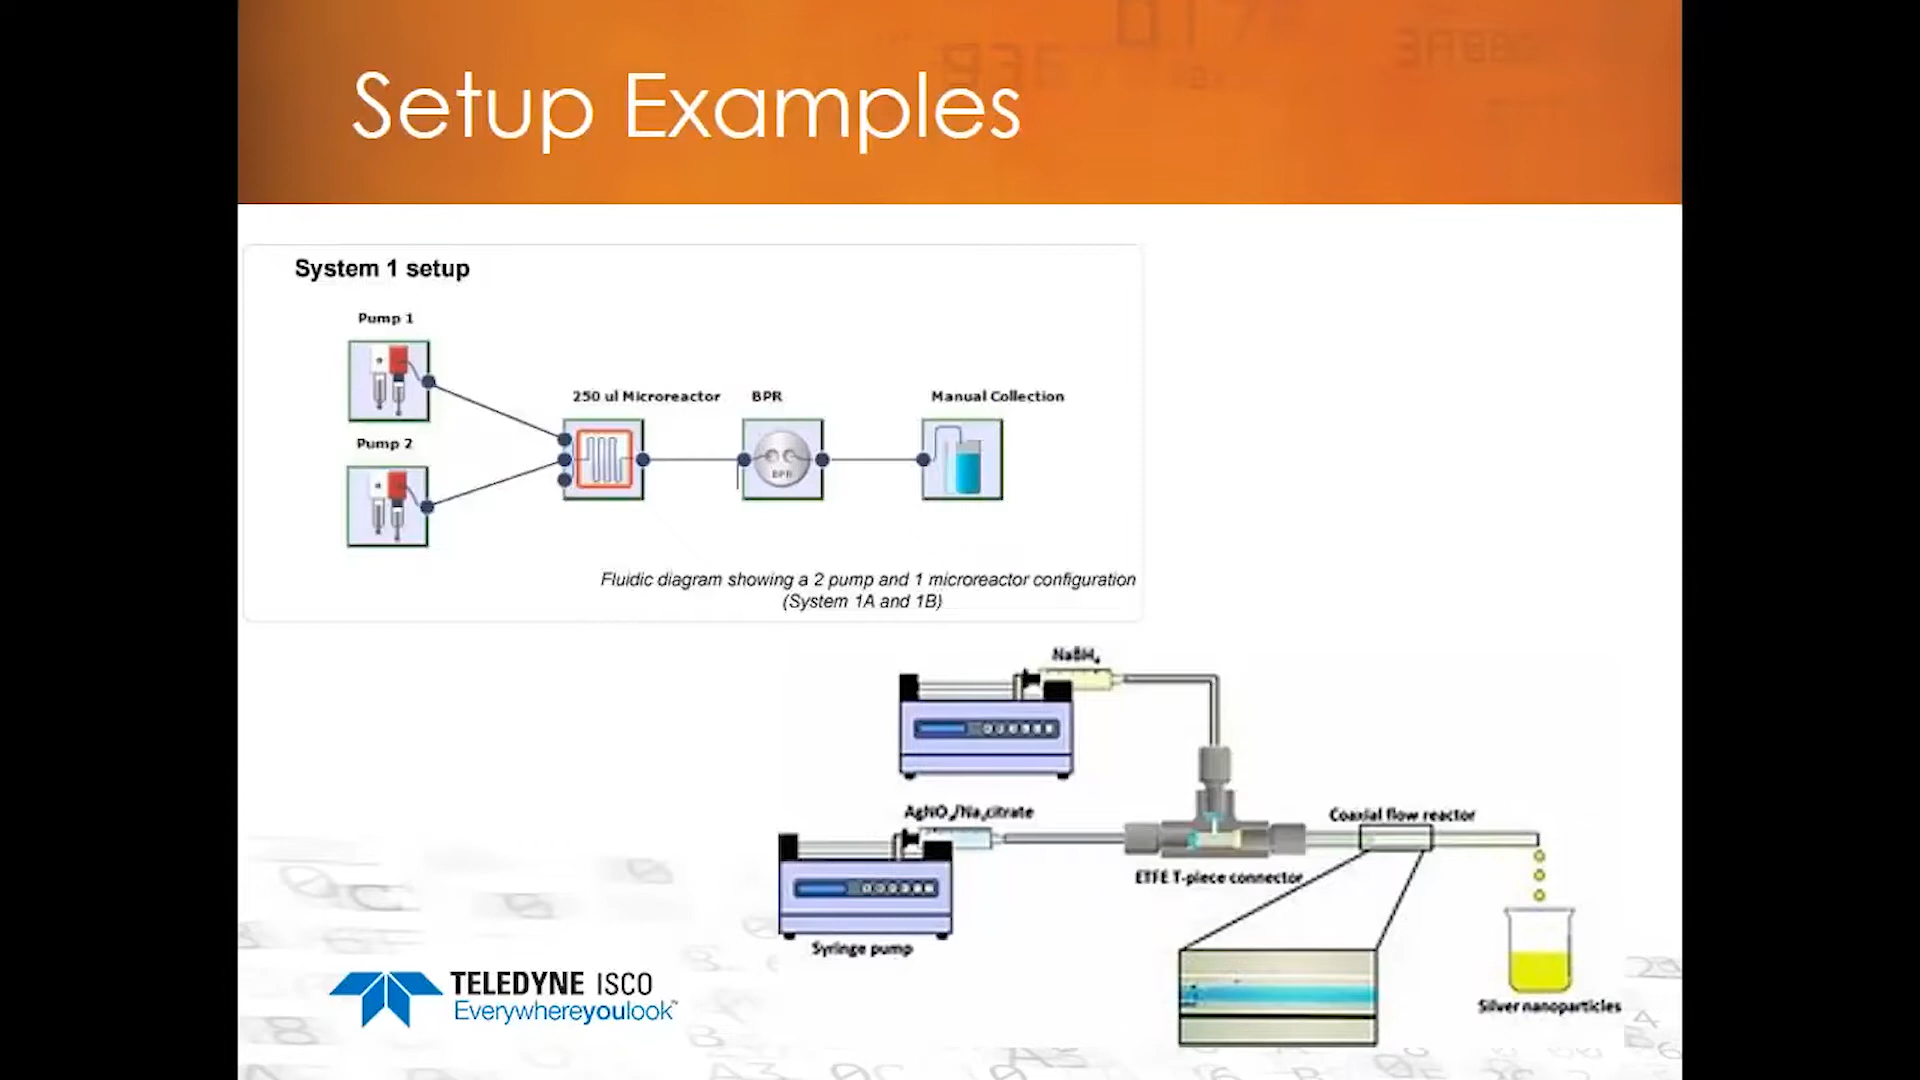 Setup Examples
System 1 setup
Pump 1
Pump 2
250 ul Microreactor
BPR
Manual Collection
BPR
Fluidic diagram showing a 2 pump and 1 microreactor configuration
(System 1A and 1B)
NaBH₄
AgNO₃/Na₃citrate
Syringe pump
ETFE T-piece connector
Coaxial flow reactor
Silver nanoparticles
TELEDYNE ISCO
Everywhereyoulook™